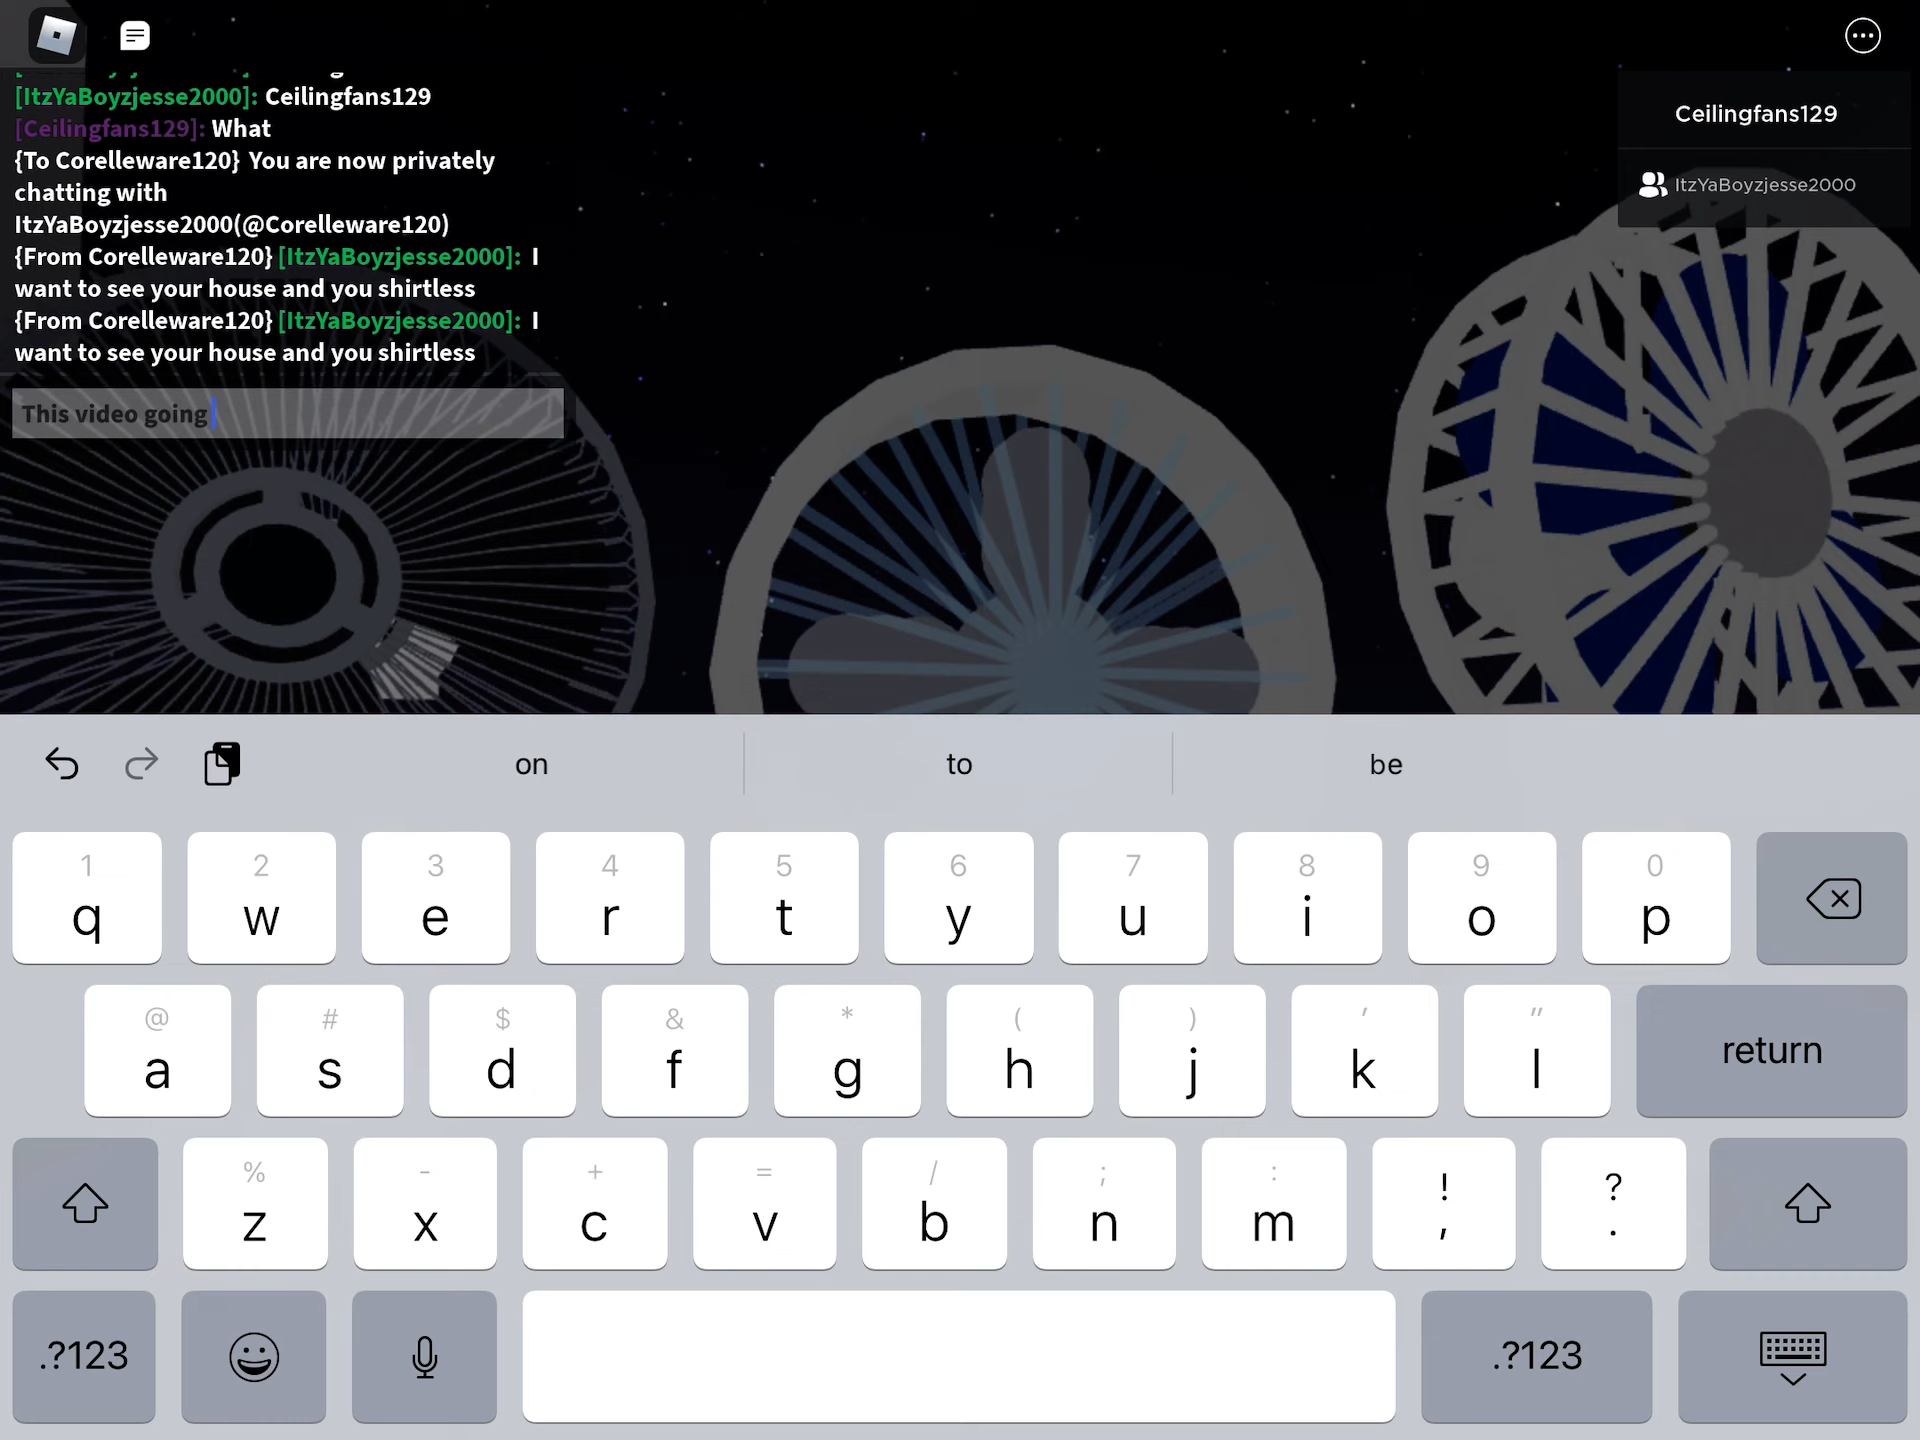 [ItzYaBoyzjesse2000]: Ceilingfans129
[Ceilingfans129]: What
{To Corelleware120} You are now privately
chatting with
ItzYaBoyzjesse2000(@Corelleware120)
{From Corelleware120} [ItzYaBoyzjesse2000]: I
want to see your house and you shirtless
{From Corelleware120} [ItzYaBoyzjesse2000]: I
want to see your house and you shirtless
This video going
Ceilingfans129
ItzYaBoyzjesse2000
on to be
1 2 3 4 5 6 7 8 9 0
q w e r t y u i o p
@ # $ & * ( ) ' "
a s d f g h j k l return
% - + = / ; : ! ?
z x c v b n m , .
.?123 .?123